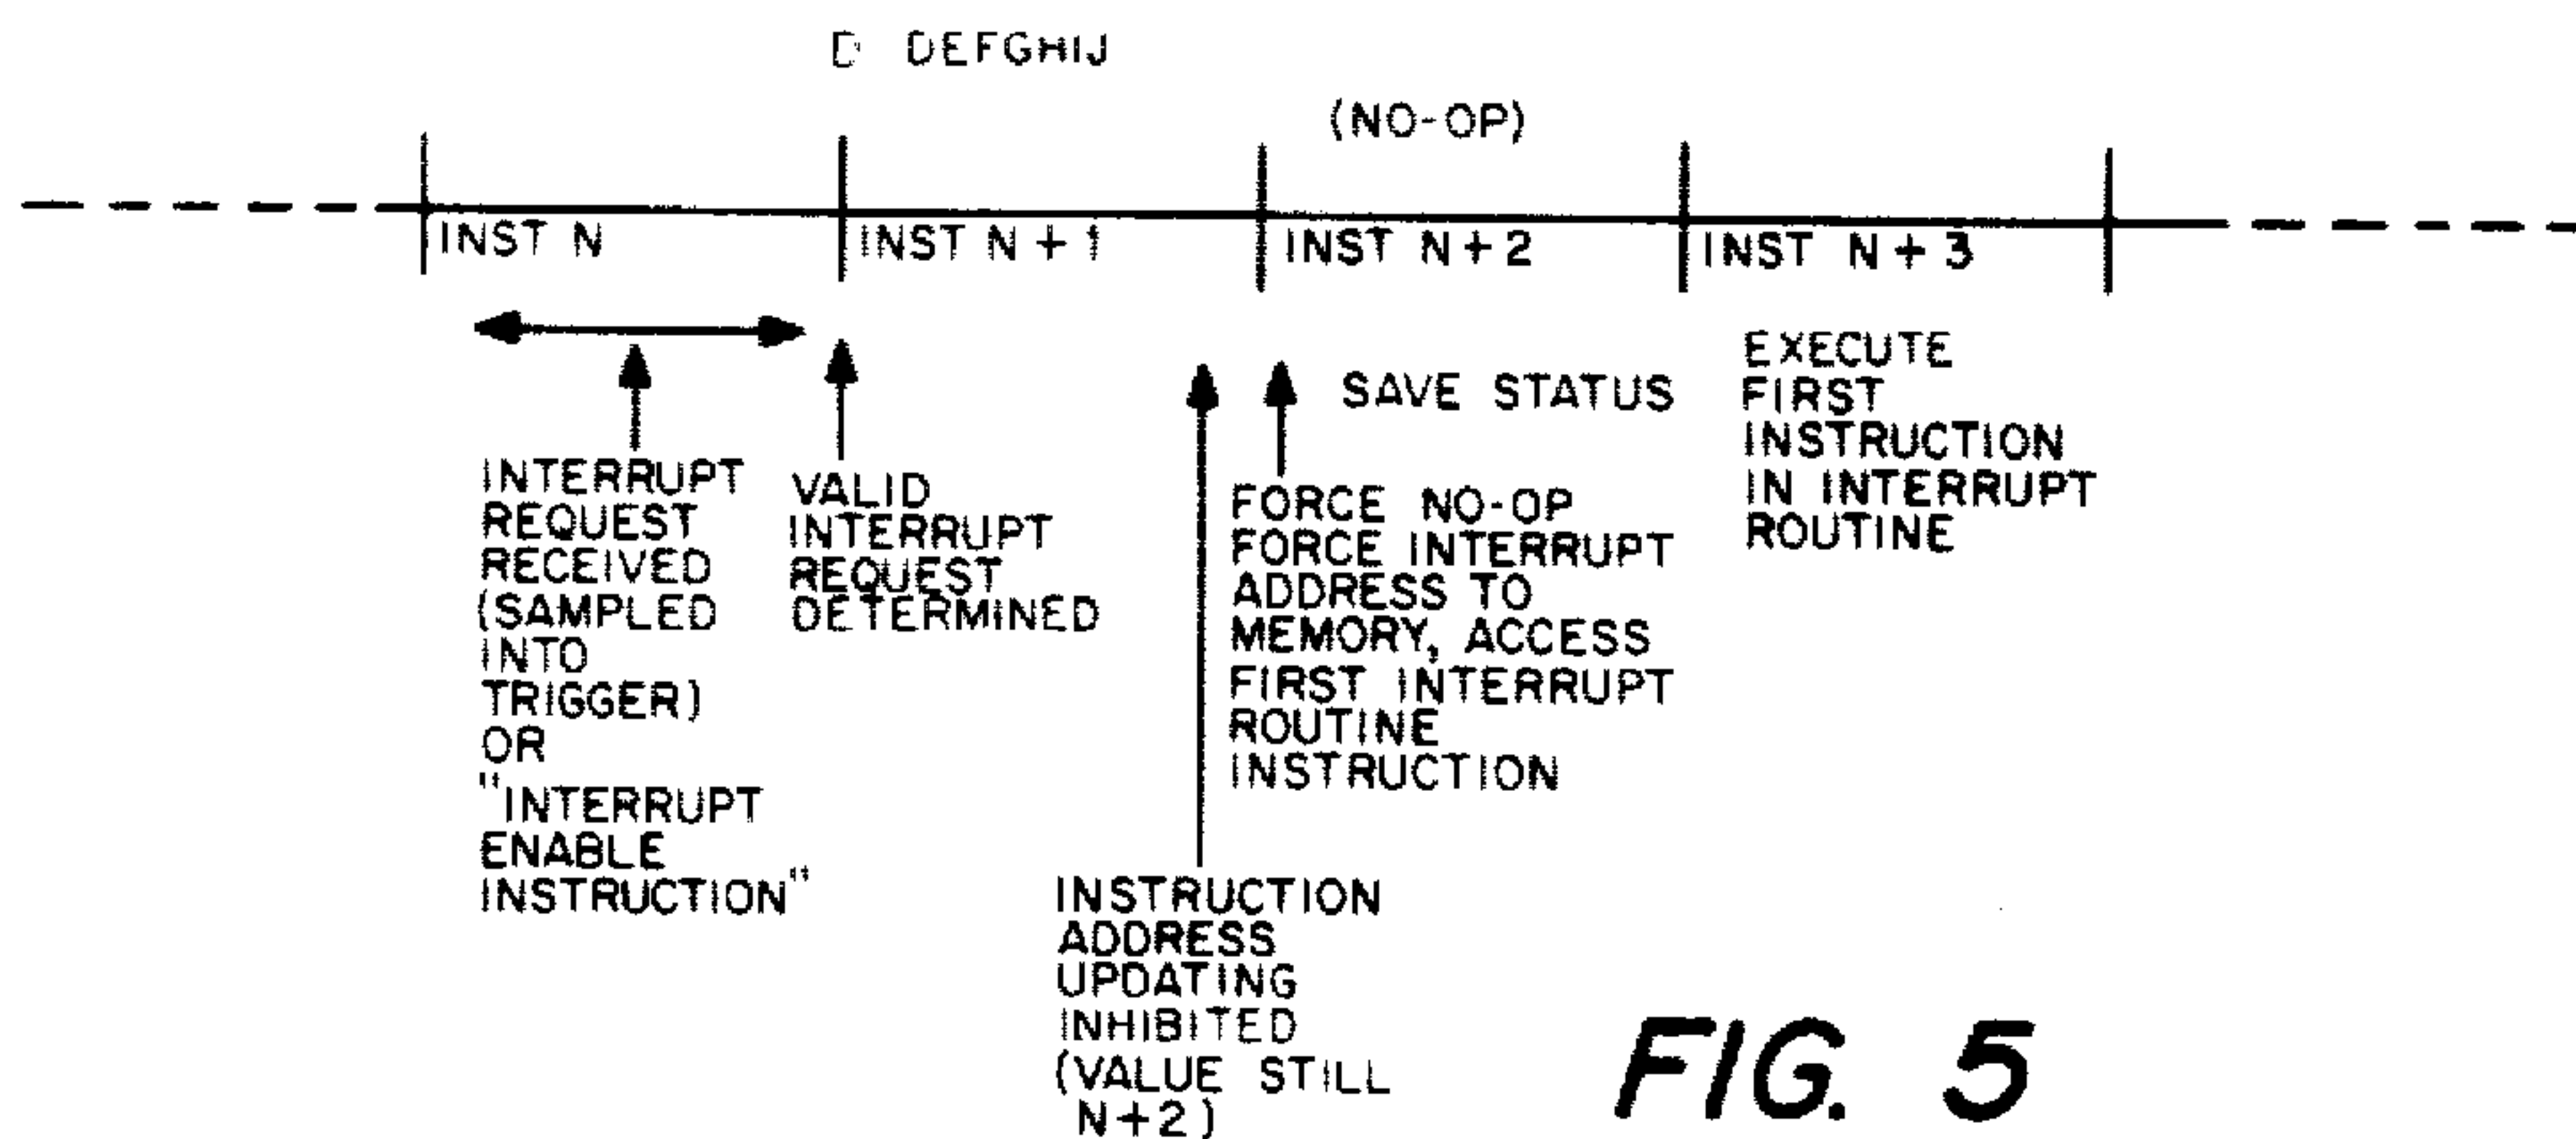 D DEFGHIJ
(NO-OP)
INST N
INST N + 1
INST N + 2
INST N + 3
INTERRUPT
REQUEST
RECEIVED
(SAMPLED
INTO
TRIGGER)
OR
"INTERRUPT
ENABLE
INSTRUCTION"
VALID
INTERRUPT
REQUEST
DETERMINED
INSTRUCTION
ADDRESS
UPDATING
INHIBITED
(VALUE STILL
N+2)
SAVE STATUS
FORCE NO-OP
FORCE INTERRUPT
ADDRESS TO
MEMORY, ACCESS
FIRST INTERRUPT
ROUTINE
INSTRUCTION
EXECUTE
FIRST
INSTRUCTION
IN INTERRUPT
ROUTINE
FIG. 5